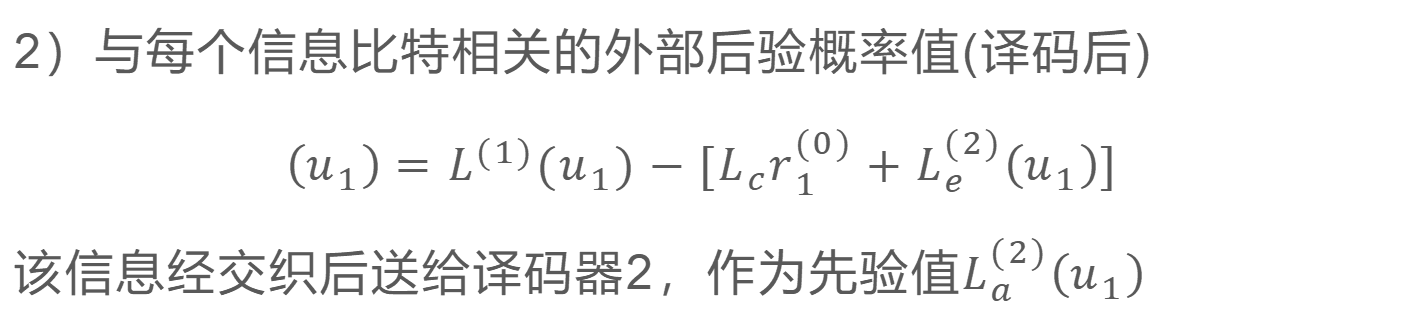 2）与每个信息比特相关的外部后验概率值(译码后)
(u₁) = L⁽¹⁾(u₁) − [L_c r₁⁽⁰⁾ + L_e⁽²⁾(u₁)]
该信息经交织后送给译码器2，作为先验值L_a⁽²⁾(u₁)